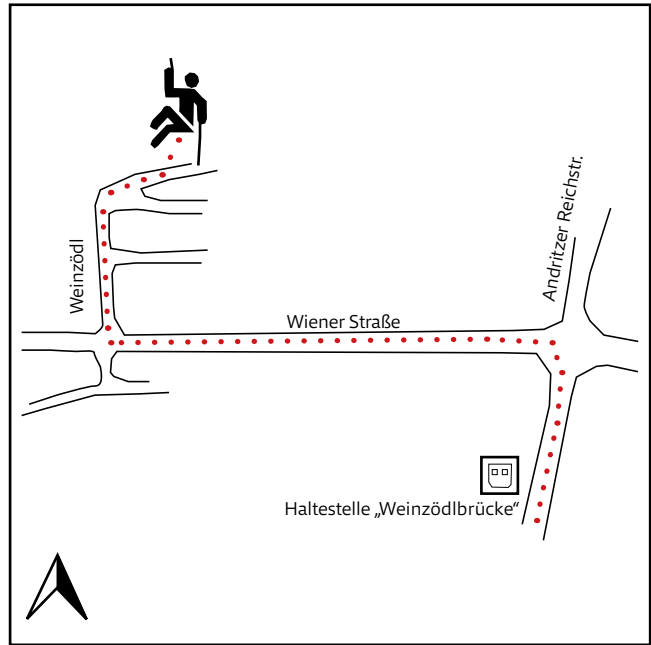 Andritzer Reichstr.
Weinzödl
Wiener Straße
Haltestelle „Weinzödlbrücke“